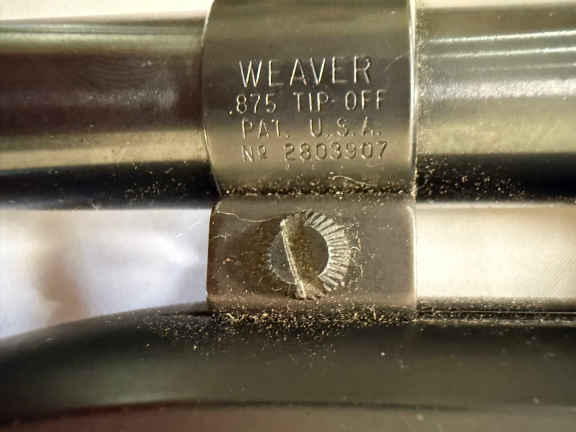 WEAVER
.875 TIP-OFF
PAT. U.S.A.
Nº 2803907